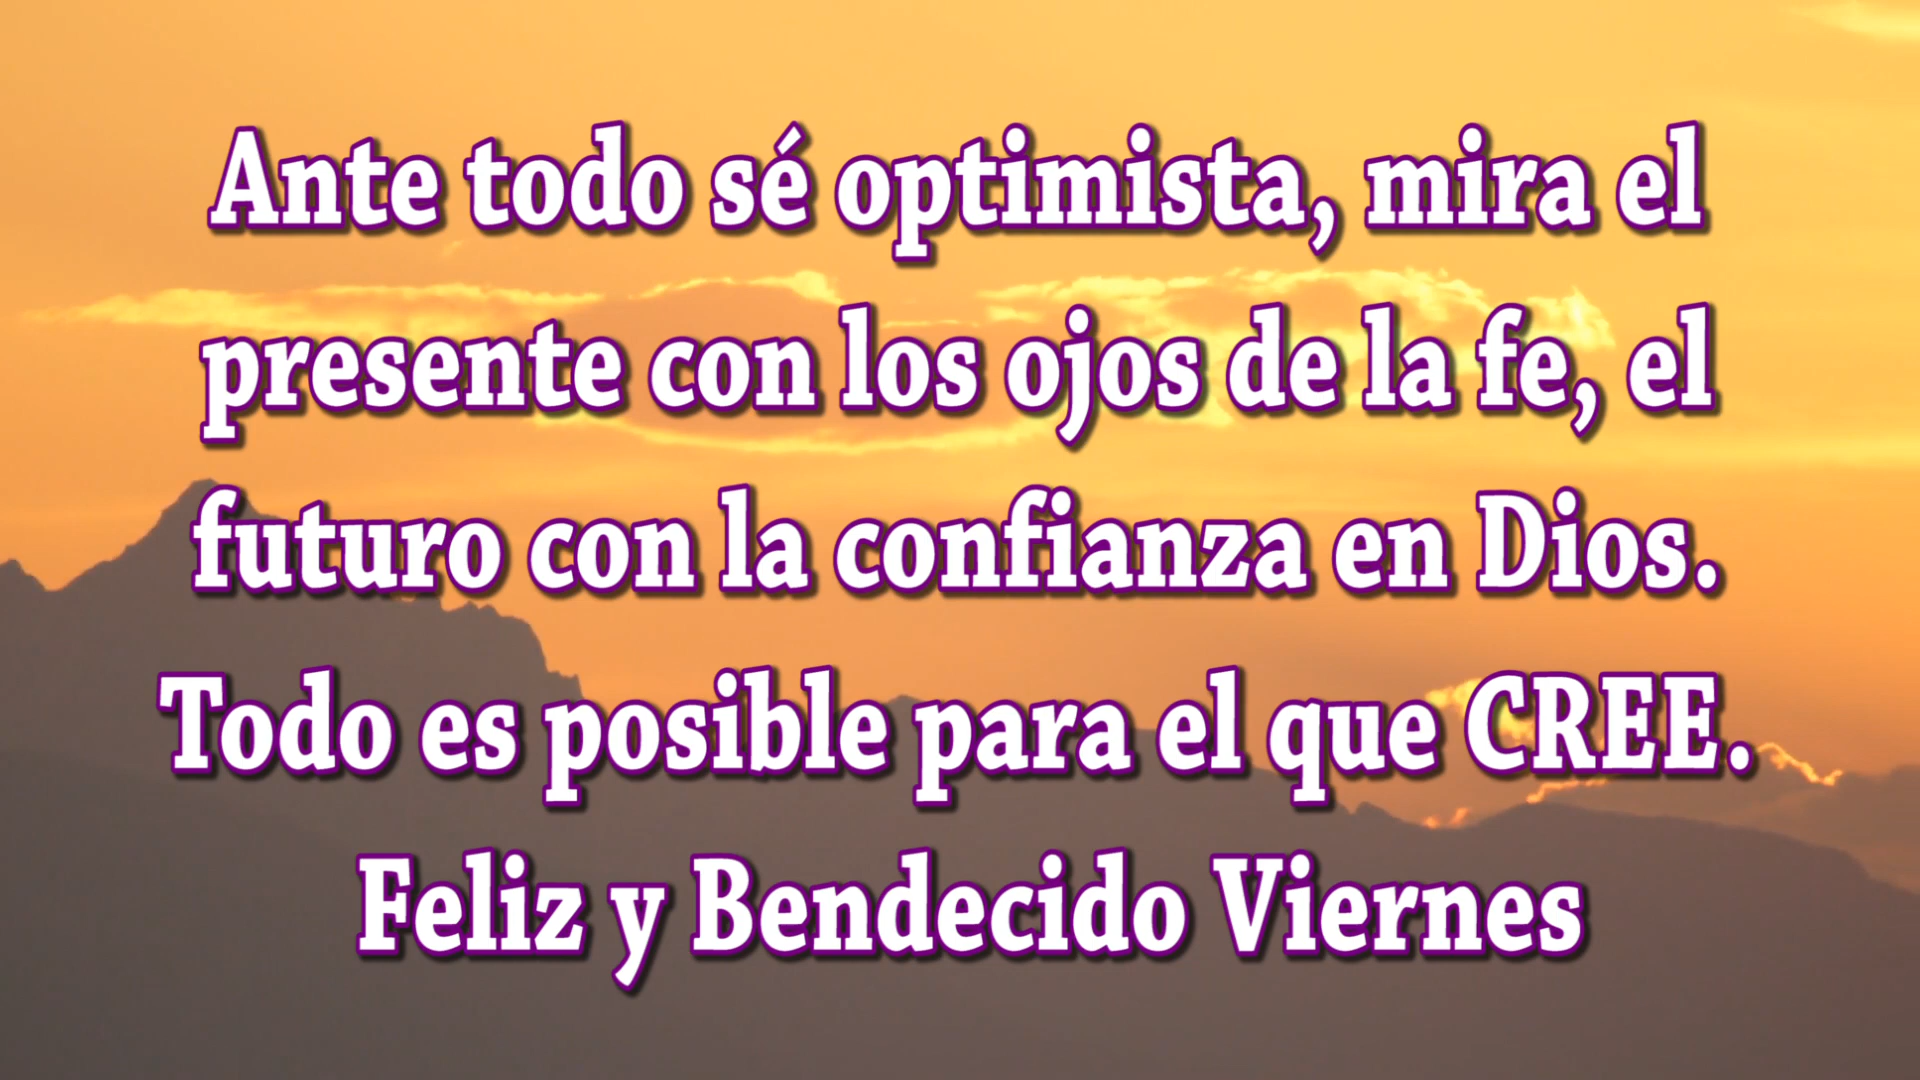 Ante todo sé optimista, mira el
presente con los ojos de la fe, el
futuro con la confianza en Dios.
Todo es posible para el que CREE.
Feliz y Bendecido Viernes